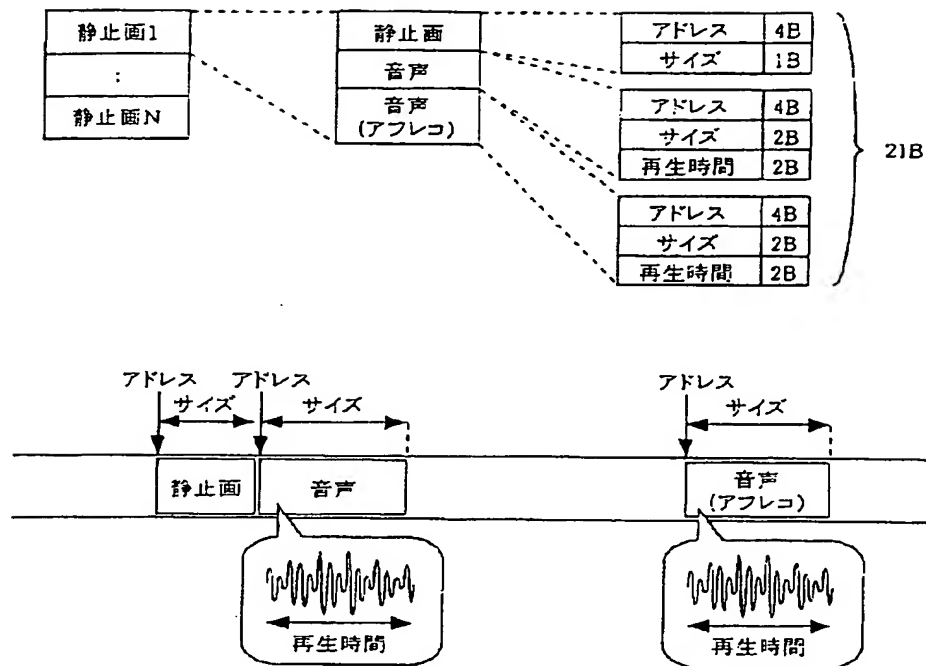 静止画1
:
静止画N
静止画
音声
音声
(アフレコ)
アドレス 4B
サイズ 1B
アドレス 4B
サイズ 2B
再生時間 2B
アドレス 4B
サイズ 2B
再生時間 2B
21B
アドレス アドレス
サイズ サイズ
静止画 音声
再生時間
アドレス
サイズ
音声
(アフレコ)
再生時間